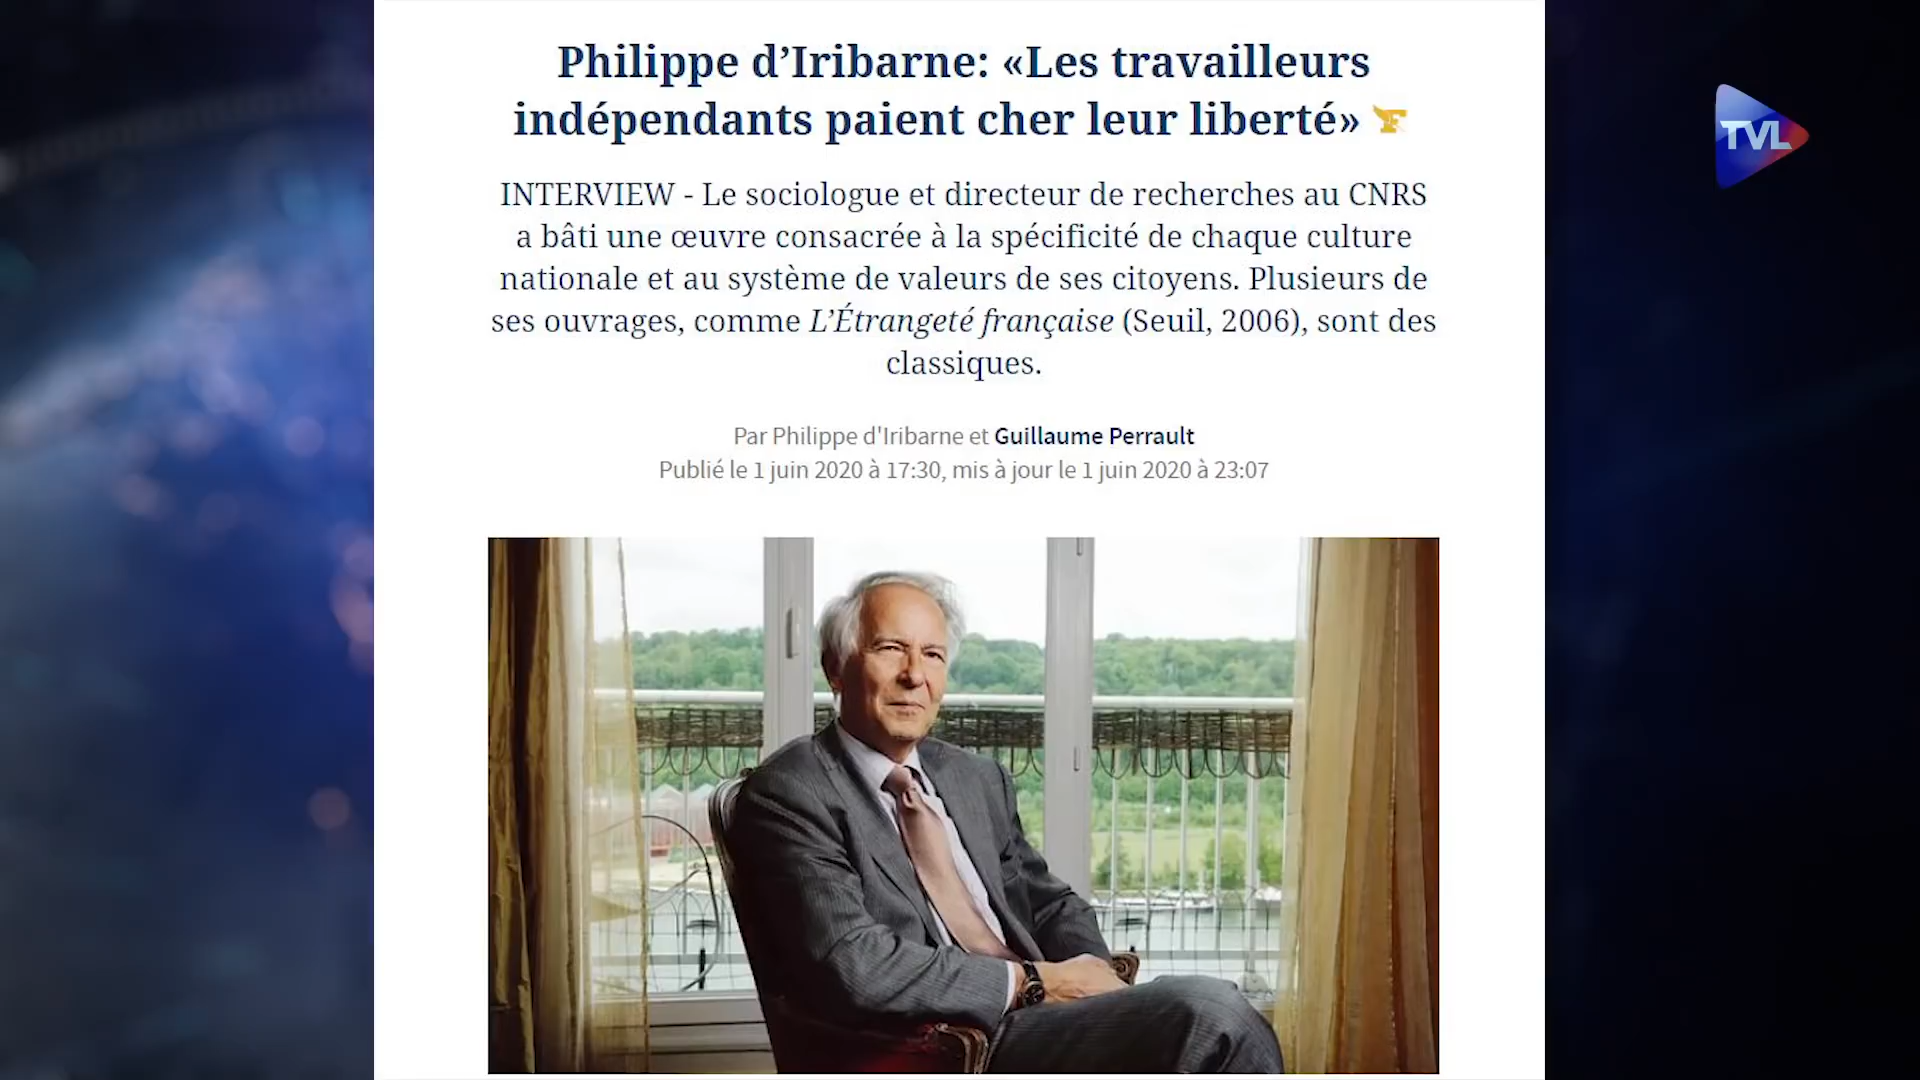 Philippe d’Iribarne: «Les travailleurs
indépendants paient cher leur liberté»
INTERVIEW - Le sociologue et directeur de recherches au CNRS
a bâti une œuvre consacrée à la spécificité de chaque culture
nationale et au système de valeurs de ses citoyens. Plusieurs de
ses ouvrages, comme L’Étrangeté française (Seuil, 2006), sont des
classiques.
Par Philippe d'Iribarne et Guillaume Perrault
Publié le 1 juin 2020 à 17:30, mis à jour le 1 juin 2020 à 23:07
TVL